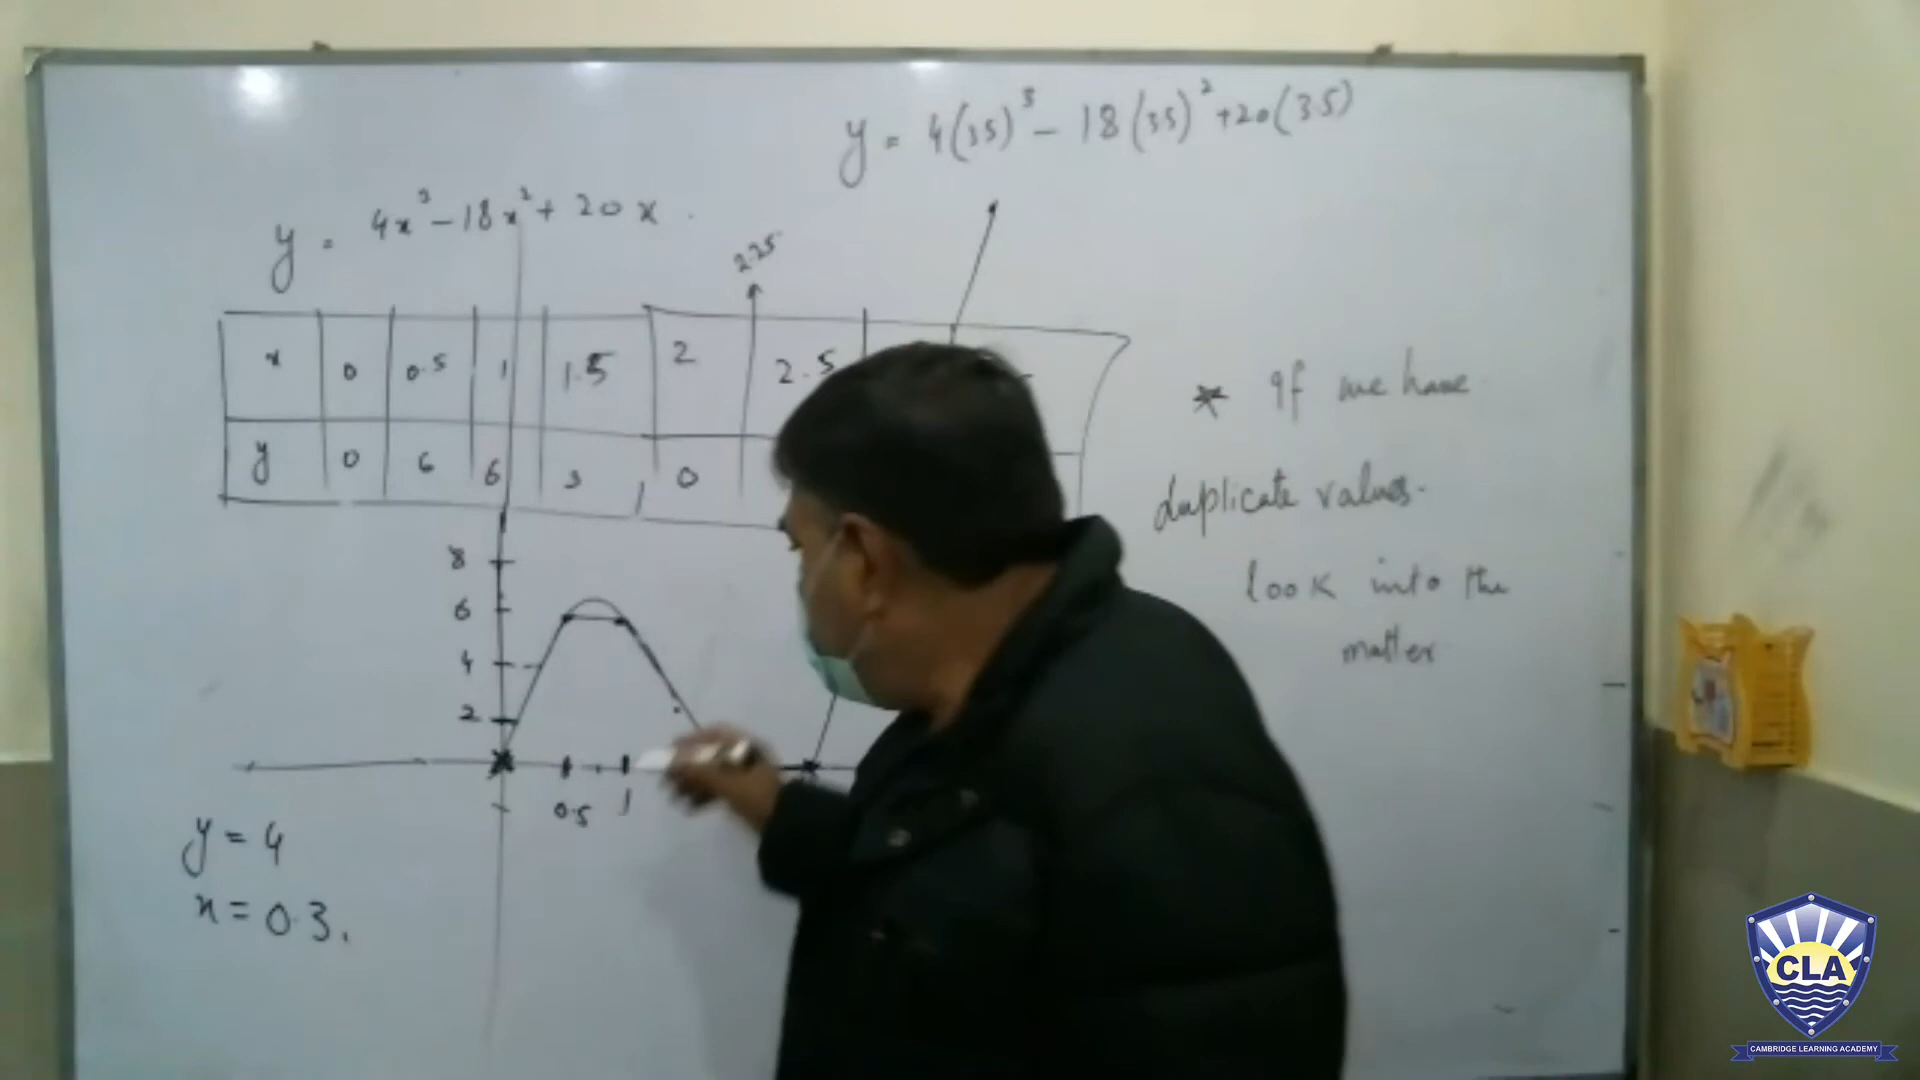 y = 4(3.5)³ - 18(3.5)² + 20(3.5)
y = 4x³ - 18x² + 20x
2.25
x 0 0.5 1 1.5 2 2.5
y 0 6 6 3 0
* If we have
duplicate values.
look into the
matter
8
6
4
2
0.5 1
y = 4
x = 0.3.
CLA
CAMBRIDGE LEARNING ACADEMY